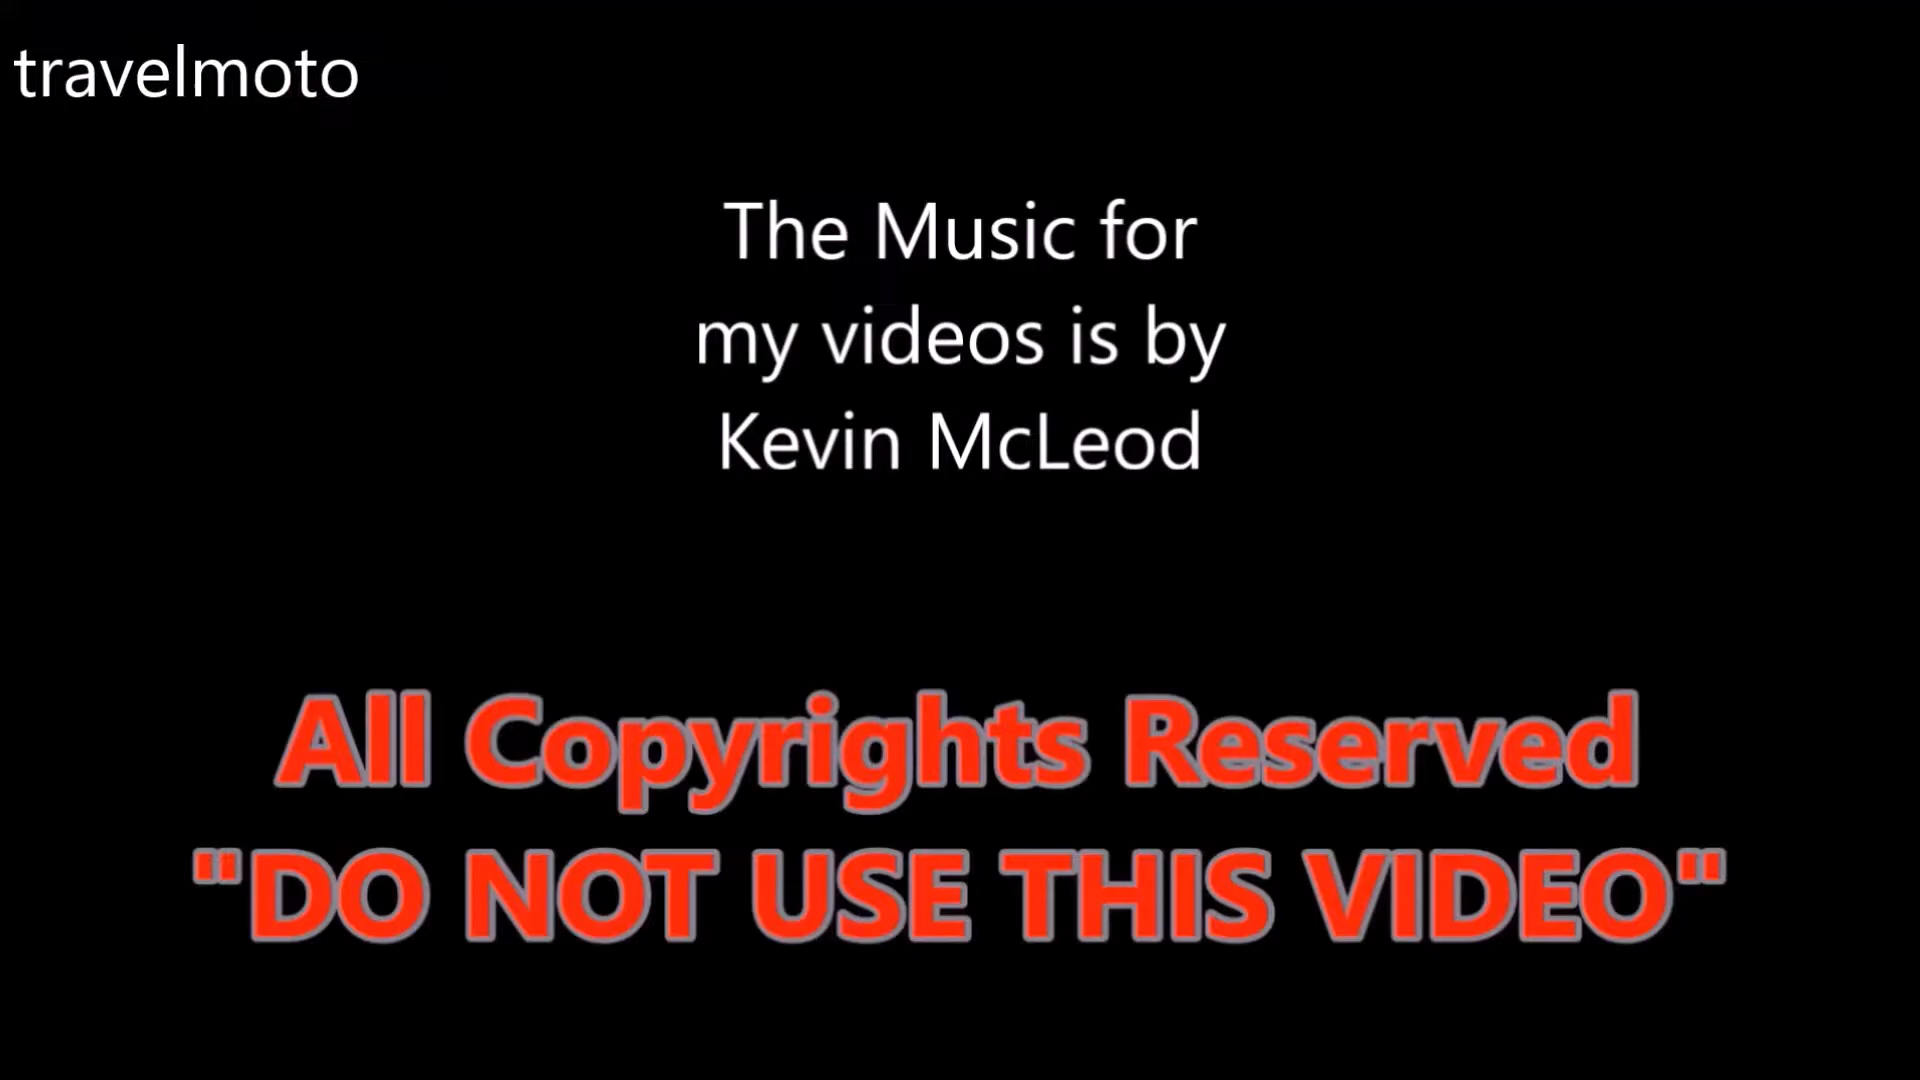 travelmoto
The Music for
my videos is by
Kevin McLeod
All Copyrights Reserved
"DO NOT USE THIS VIDEO"